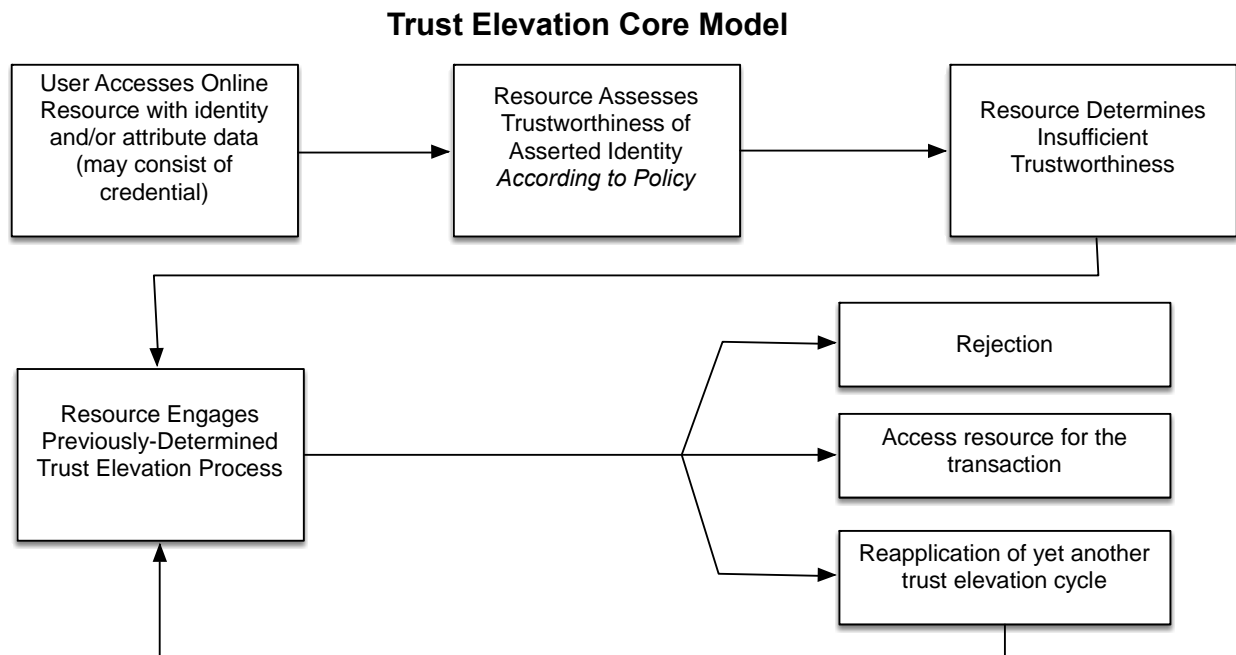 Trust Elevation Core Model
User Accesses Online
Resource with identity
and/or attribute data
(may consist of
credential)
Resource Assesses
Trustworthiness of
Asserted Identity
According to Policy
Resource Determines
Insufficient
Trustworthiness
Resource Engages
Previously-Determined
Trust Elevation Process
Rejection
Access resource for the
transaction
Reapplication of yet another
trust elevation cycle